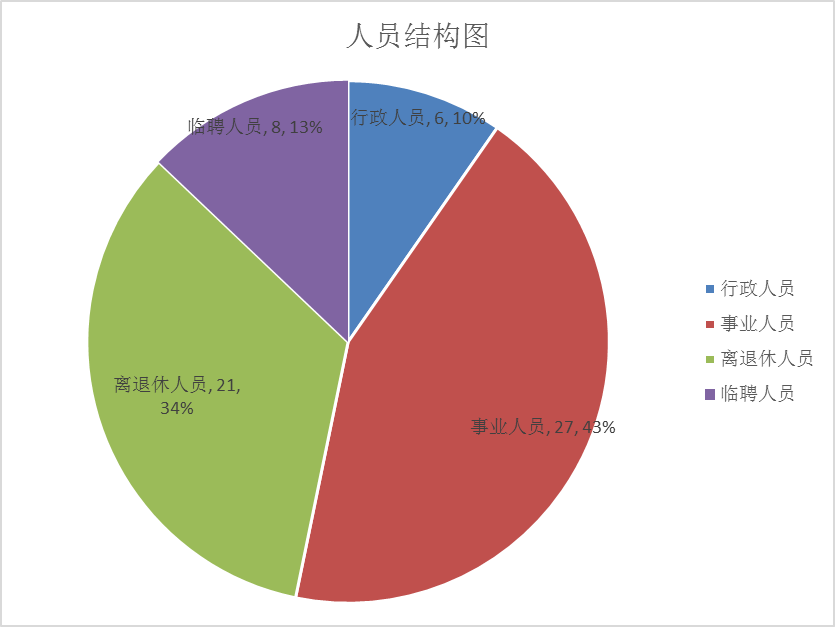 人员结构图
临聘人员, 8, 13%
行政人员, 6, 10%
离退休人员, 21,
34%
事业人员, 27, 43%
行政人员
事业人员
离退休人员
临聘人员